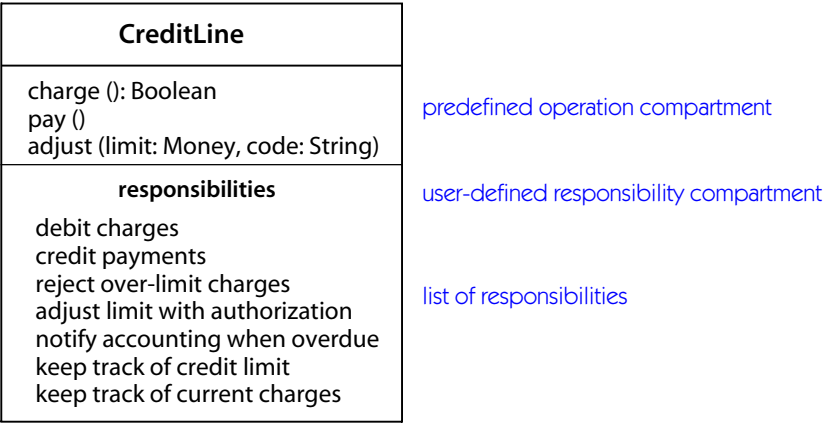 CreditLine
charge (): Boolean
pay ()
adjust (limit: Money, code: String)
predefined operation compartment
responsibilities
user-defined responsibility compartment
debit charges
credit payments
reject over-limit charges
adjust limit with authorization
notify accounting when overdue
keep track of credit limit
keep track of current charges
list of responsibilities